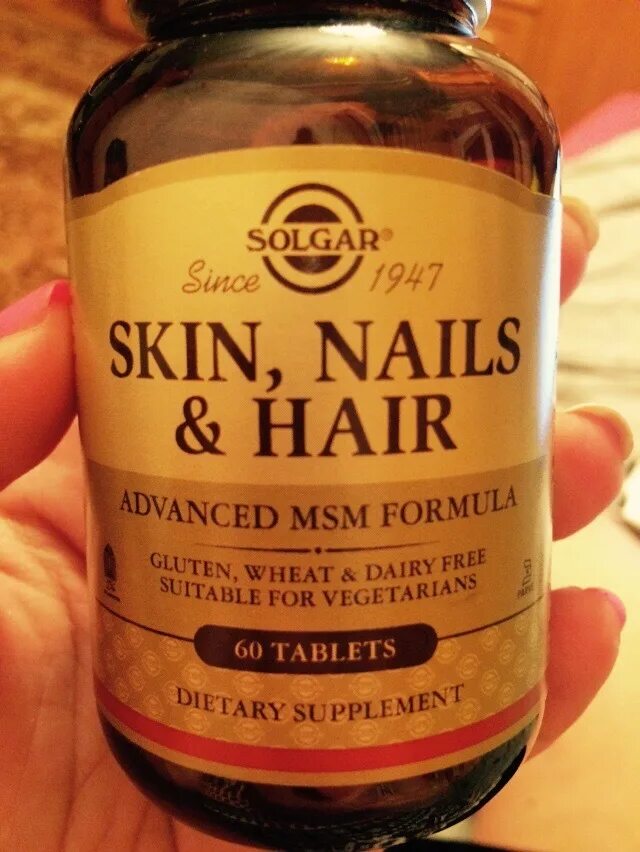 SOLGAR®
Since 1947
SKIN, NAILS
& HAIR
ADVANCED MSM FORMULA
GLUTEN, WHEAT & DAIRY FREE
SUITABLE FOR VEGETARIANS
60 TABLETS
DIETARY SUPPLEMENT